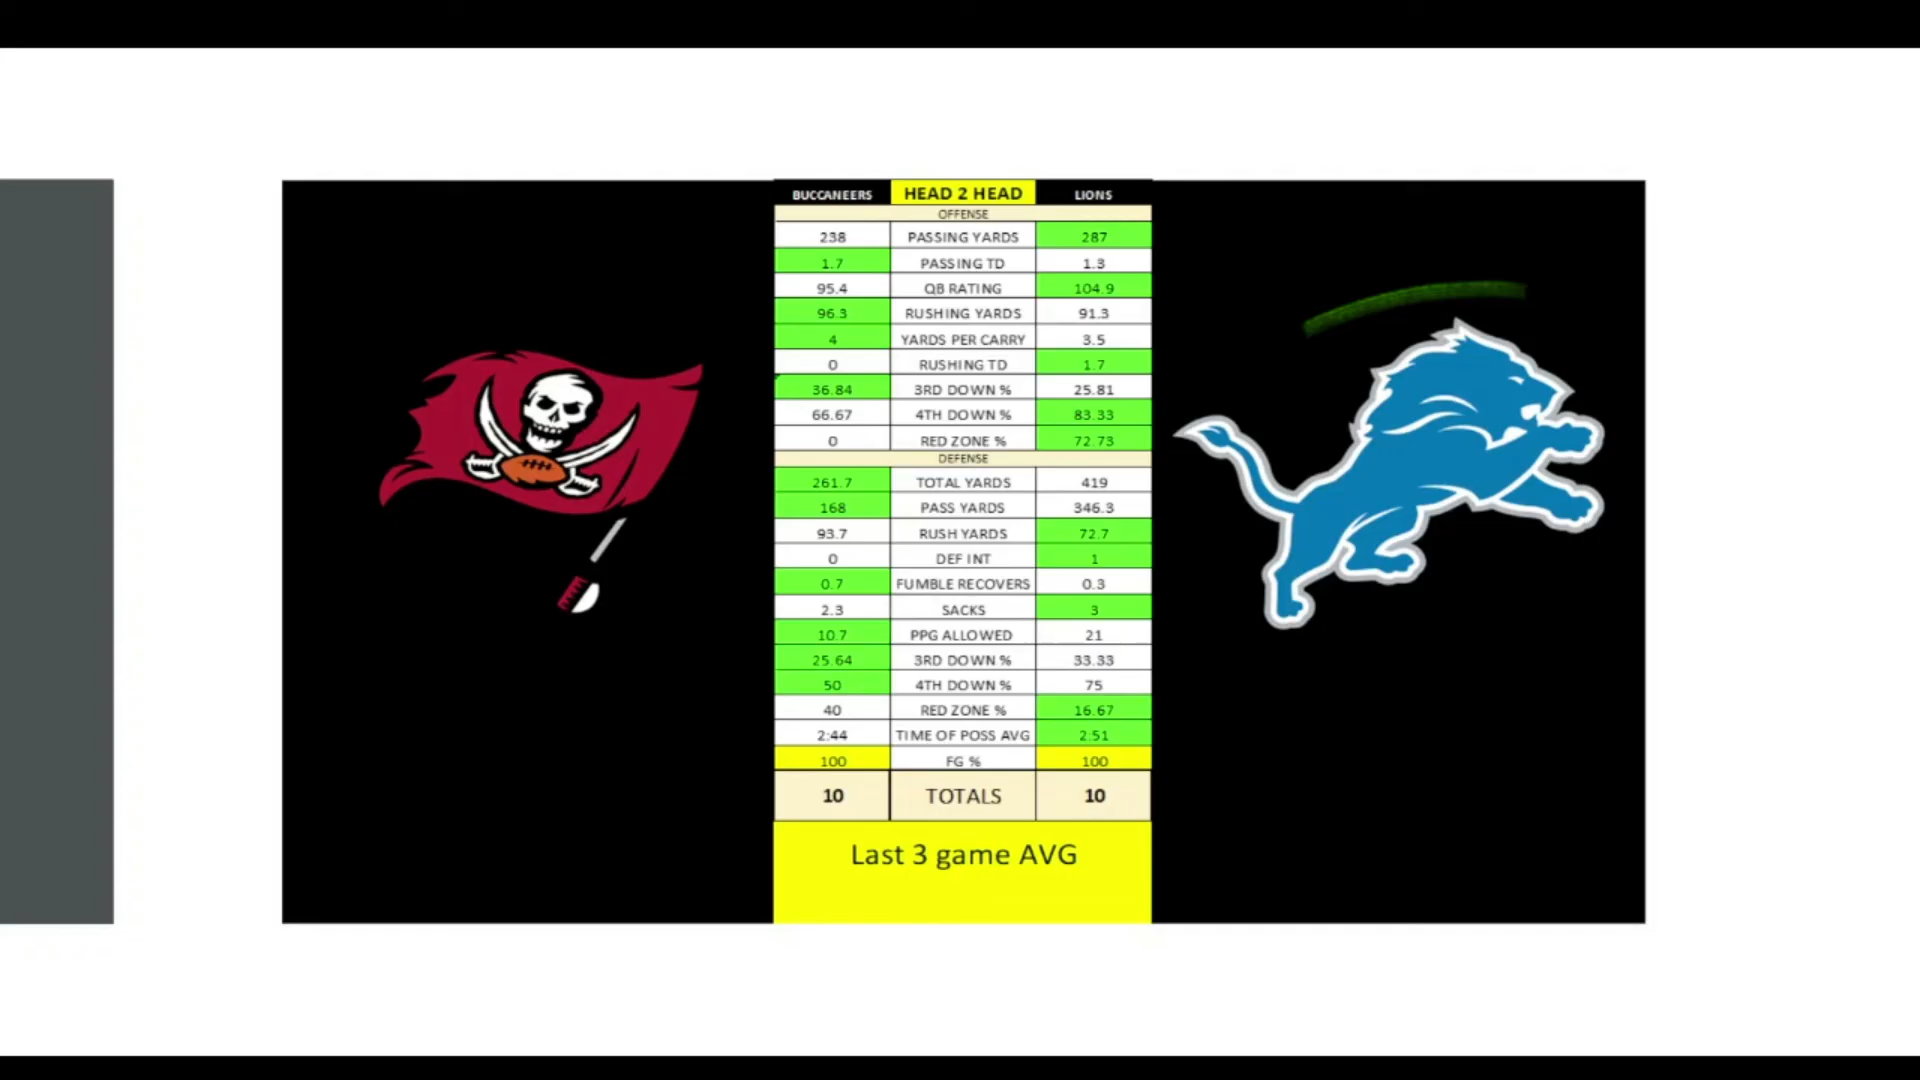 BUCCANEERS HEAD 2 HEAD LIONS
OFFENSE
238 PASSING YARDS 287
1.7 PASSING TD 1.3
95.4 QB RATING 104.9
96.3 RUSHING YARDS 91.3
4 YARDS PER CARRY 3.5
0 RUSHING TD 1.7
36.84 3RD DOWN % 25.81
66.67 4TH DOWN % 83.33
0 RED ZONE % 72.73
DEFENSE
261.7 TOTAL YARDS 419
168 PASS YARDS 346.3
93.7 RUSH YARDS 72.7
0 DEF INT 1
0.7 FUMBLE RECOVERS 0.3
2.3 SACKS 3
10.7 PPG ALLOWED 21
25.64 3RD DOWN % 33.33
50 4TH DOWN % 75
40 RED ZONE % 16.67
2:44 TIME OF POSS AVG 2:51
100 FG % 100
10 TOTALS 10
Last 3 game AVG